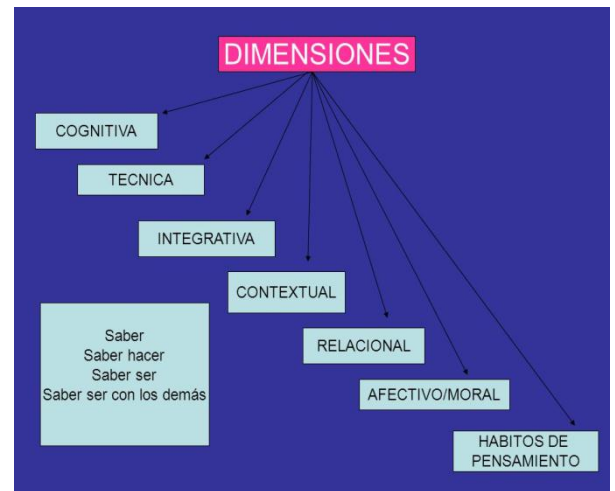 DIMENSIONES
COGNITIVA
TECNICA
INTEGRATIVA
CONTEXTUAL
RELACIONAL
AFECTIVO/MORAL
HABITOS DE
PENSAMIENTO
Saber
Saber hacer
Saber ser
Saber ser con los demás